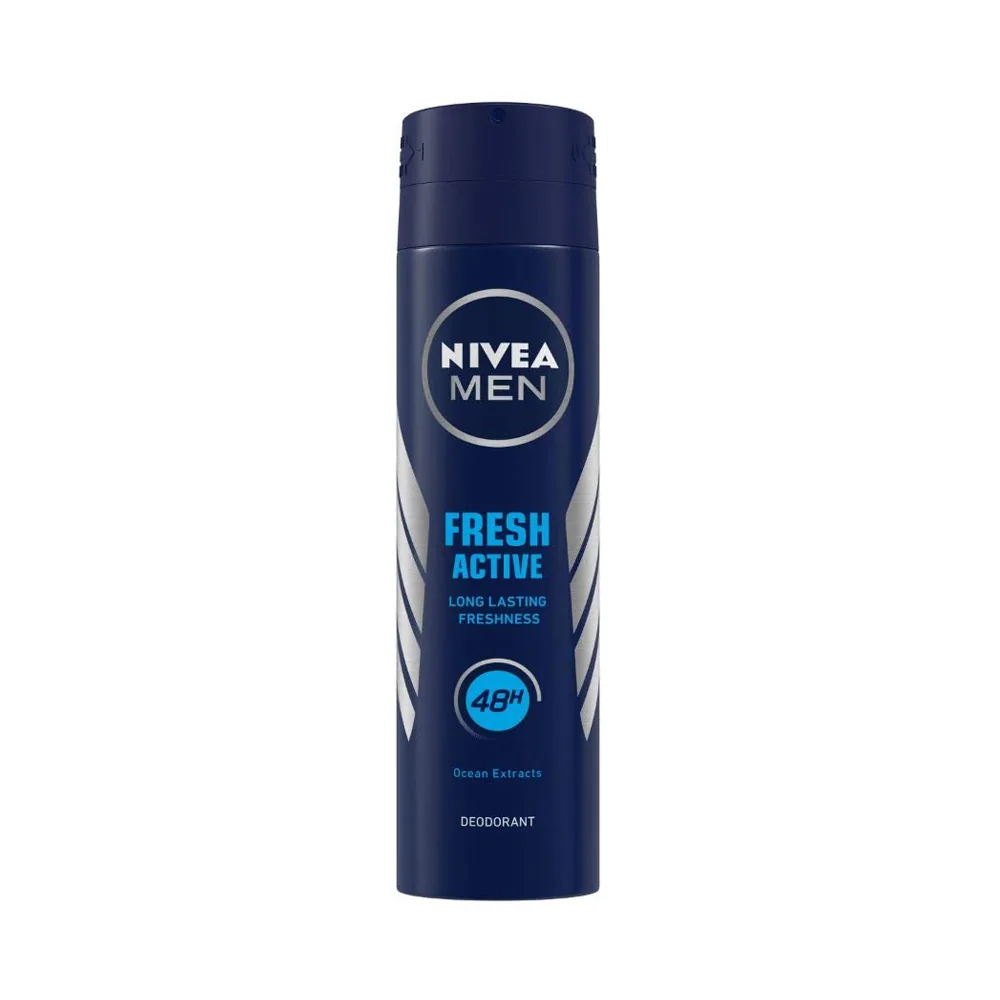 NIVEA
MEN
FRESH
ACTIVE
LONG LASTING
FRESHNESS
48H
Ocean Extracts
DEODORANT